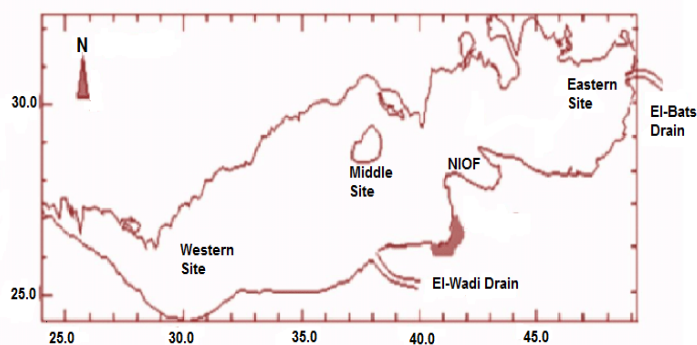 N
30.0
25.0
Eastern
Site
El-Bats
Drain
NIOF
Middle
Site
Western
Site
El-Wadi Drain
25.0
30.0
35.0
40.0
45.0